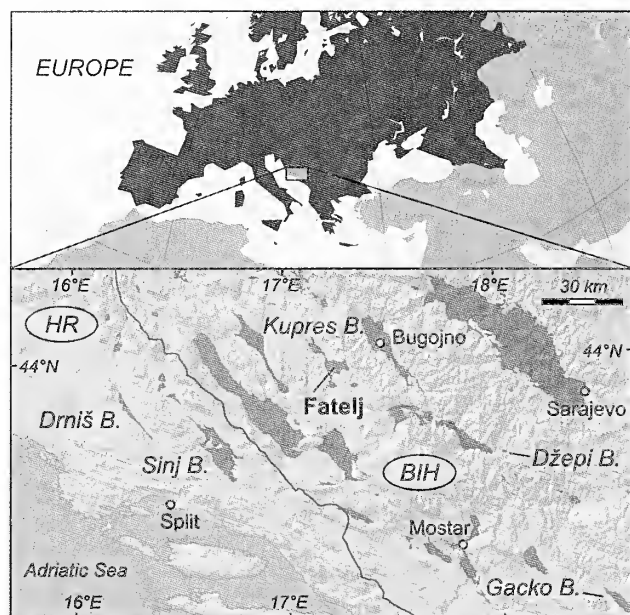 EUROPE
16°E
17°E
18°E
30 km
HR
Kupres B.
Bugojno
44°N
44°N
Fatelj
Sarajevo
Drniš B.
Sinj B.
BIH
Džepi B.
Split
Mostar
Adriatic Sea
Gacko B.
16°E
17°E